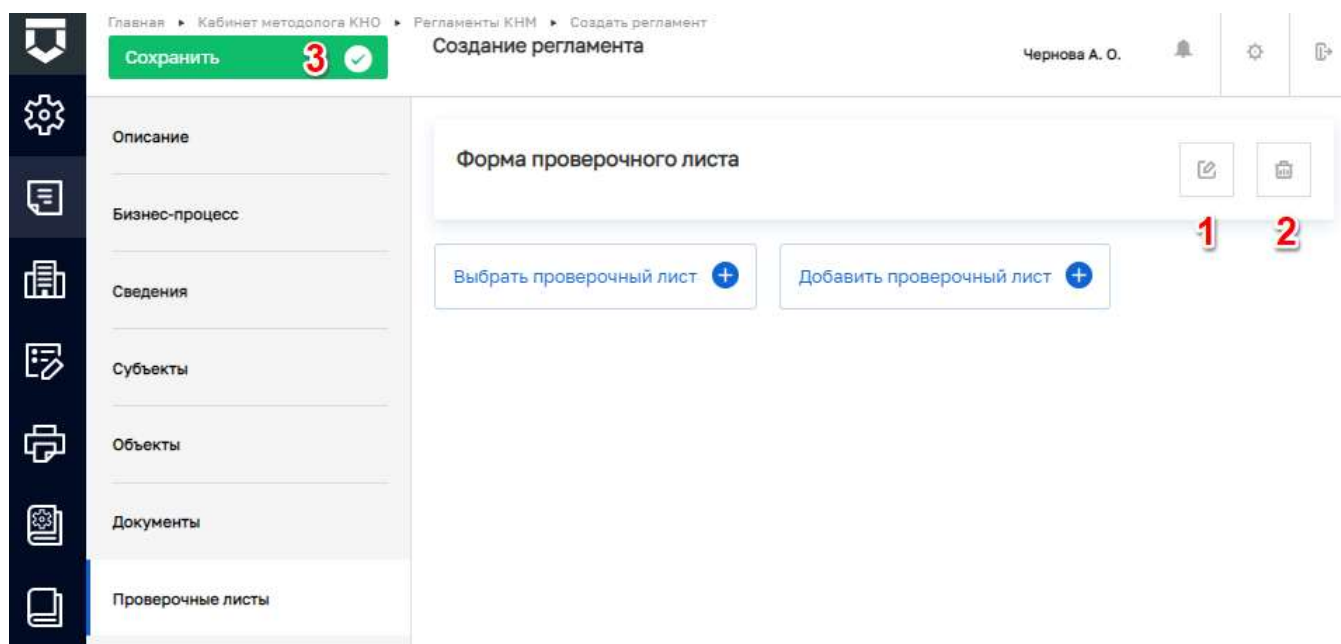 Главная ▸ Кабинет методолога КНО ▸ Регламенты КНМ ▸ Создать регламент
Сохранить 3
Создание регламента
Чернова А. О.
Описание
Форма проверочного листа
Бизнес-процесс
1 2
Выбрать проверочный лист
Добавить проверочный лист
Сведения
Субъекты
Объекты
Документы
Проверочные листы